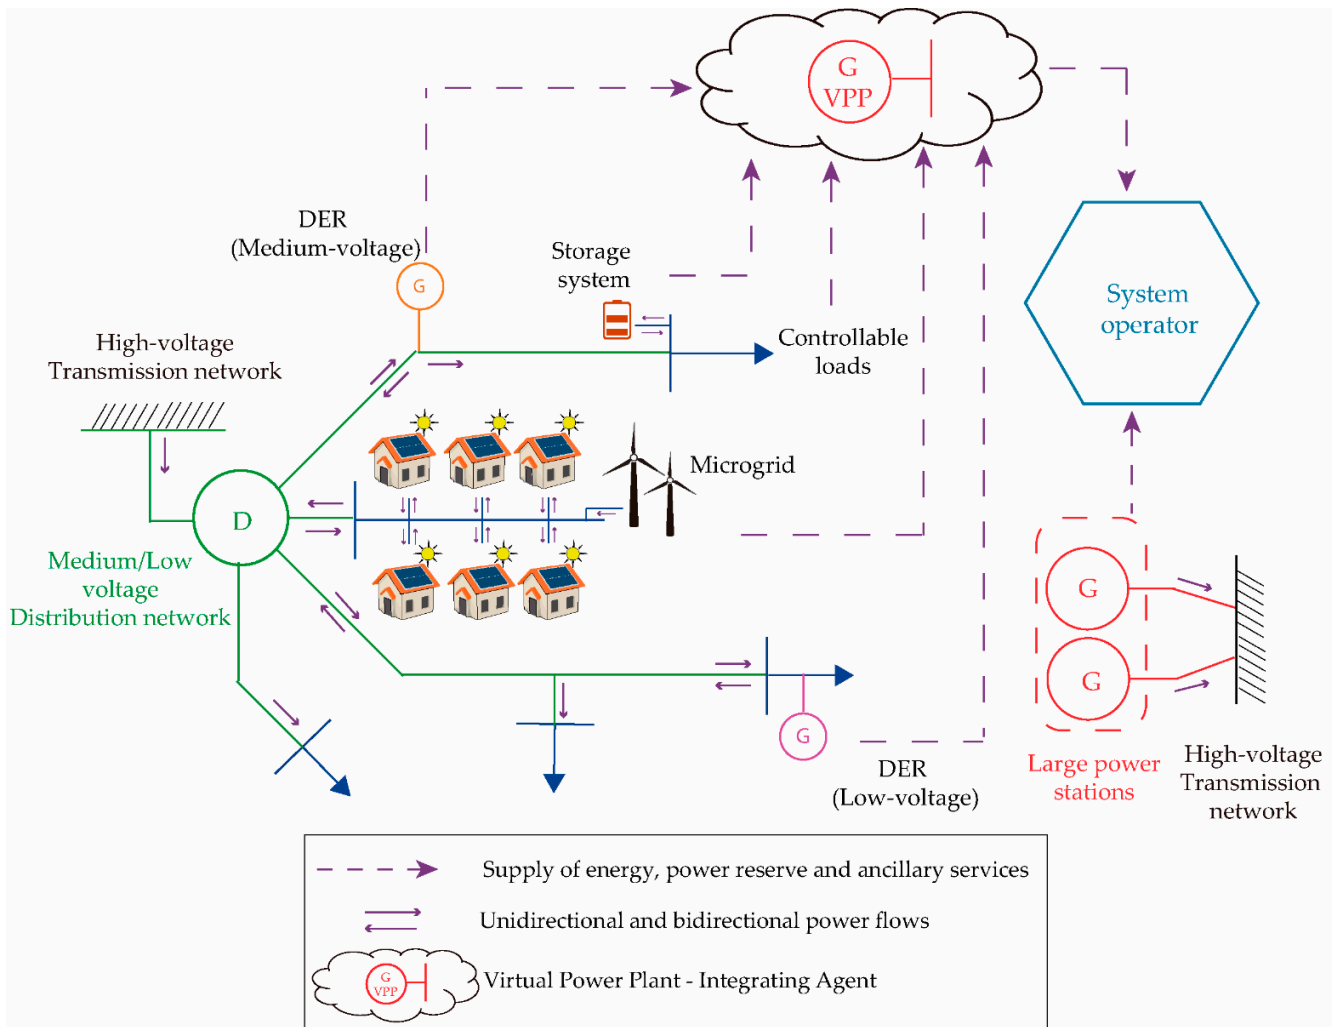 G
VPP
DER
(Medium-voltage)
Storage
system
G
System
operator
High-voltage
Transmission network
Controllable
loads
Microgrid
D
Medium/Low
voltage
Distribution network
G
G
G
DER
(Low-voltage)
Large power
stations
High-voltage
Transmission
network
Supply of energy, power reserve and ancillary services
Unidirectional and bidirectional power flows
G
VPP
Virtual Power Plant - Integrating Agent